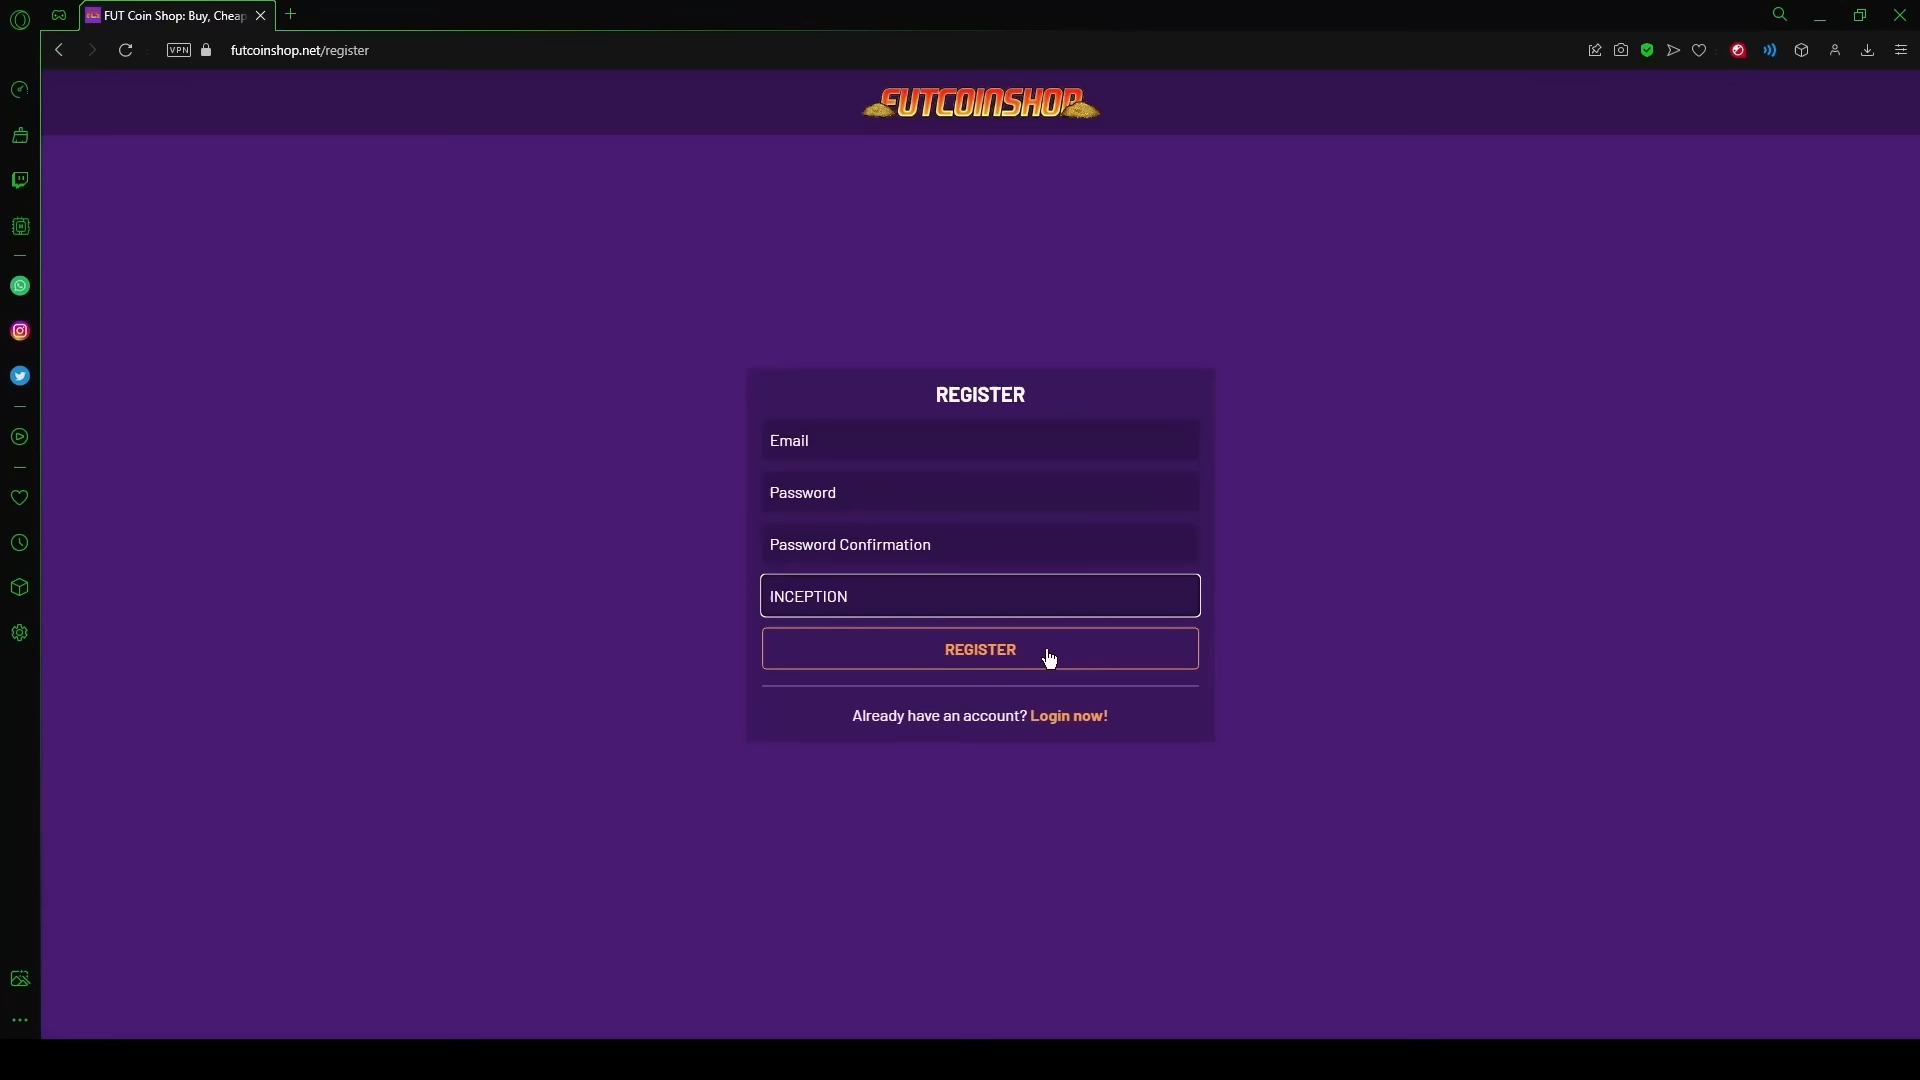 FUT Coin Shop: Buy, Cheap
VPN
futcoinshop.net/register
FUTCOINSHOP
REGISTER
Email
Password
Password Confirmation
INCEPTION
REGISTER
Already have an account? Login now!